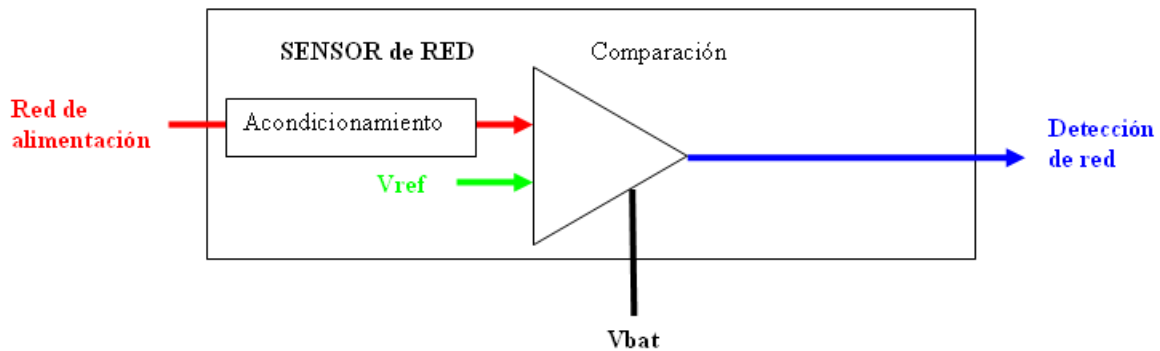 SENSOR de RED
Comparación
Red de
alimentación
Acondicionamiento
Vref
Detección
de red
Vbat